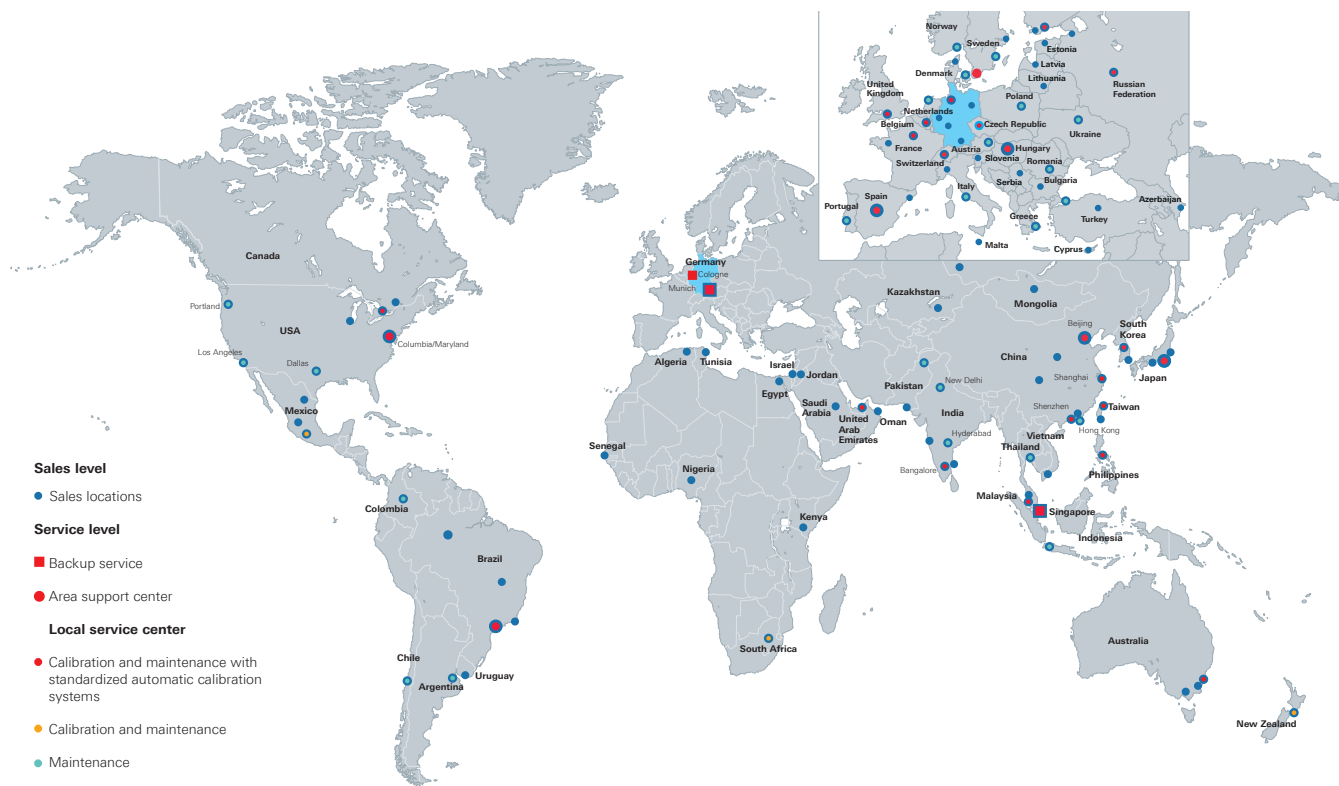 Norway
Sweden
Estonia
Latvia
Denmark
Lithuania
United
Kingdom
Russian
Federation
Poland
Netherlands
Belgium
Czech Republic
Ukraine
France
Austria
Hungary
Switzerland
Slovenia
Romania
Serbia
Bulgaria
Italy
Spain
Portugal
Azerbaijan
Greece
Turkey
Malta
Cyprus
Canada
Germany
Cologne
Munich
Portland
USA
Columbia/Maryland
Los Angeles
Dallas
Mexico
Kazakhstan
Mongolia
Beijing
South
Korea
China
Japan
Algeria
Tunisia
Israel
Jordan
Egypt
Pakistan
New Delhi
Shanghai
Saudi
Arabia
United
Arab
Emirates
Oman
India
Shenzhen
Taiwan
Hong Kong
Hyderabad
Vietnam
Thailand
Senegal
Nigeria
Bangalore
Philippines
Malaysia
Singapore
Colombia
Kenya
Indonesia
Brazil
South Africa
Australia
Chile
Uruguay
Argentina
New Zealand
Sales level
Sales locations
Service level
Backup service
Area support center
Local service center
Calibration and maintenance with
standardized automatic calibration
systems
Calibration and maintenance
Maintenance